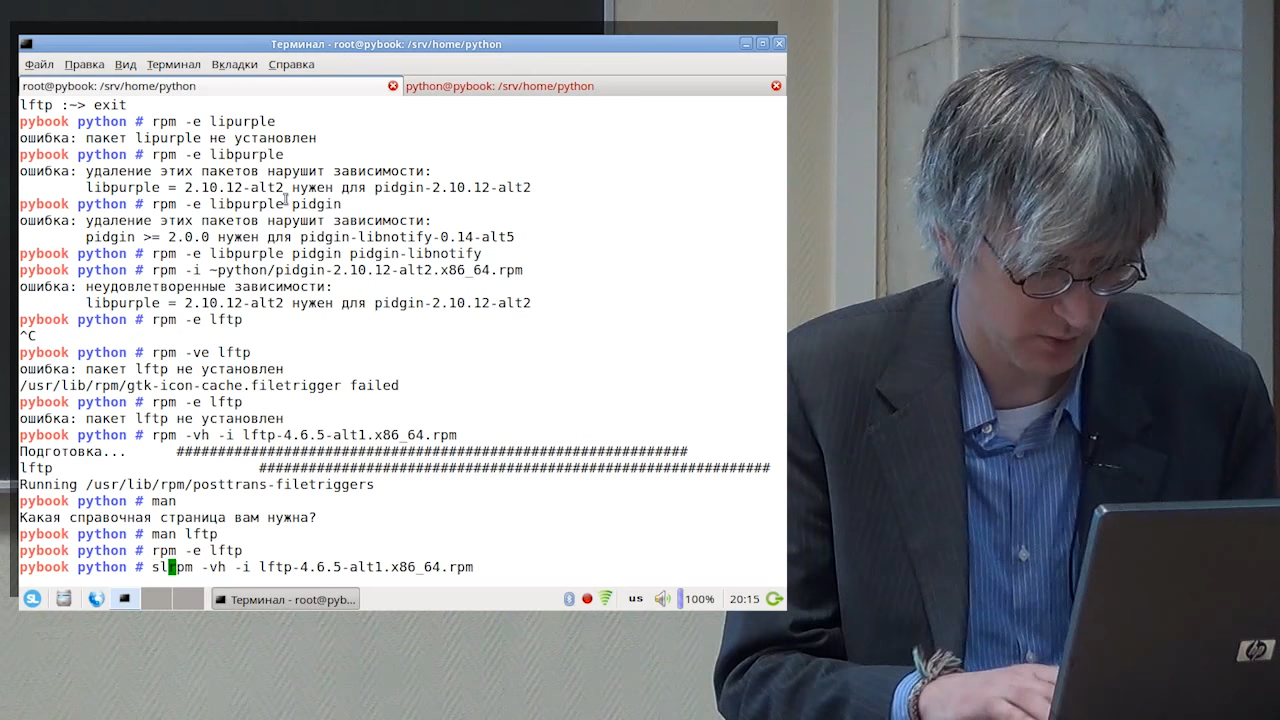 Терминал - root@pybook: /srv/home/python
Файл Правка Вид Терминал Вкладки Справка
root@pybook: /srv/home/python python@pybook: /srv/home/python
lftp :~> exit
pybook python # rpm -e lipurple
ошибка: пакет lipurple не установлен
pybook python # rpm -e libpurple
ошибка: удаление этих пакетов нарушит зависимости:
libpurple = 2.10.12-alt2 нужен для pidgin-2.10.12-alt2
pybook python # rpm -e libpurple pidgin
ошибка: удаление этих пакетов нарушит зависимости:
pidgin >= 2.0.0 нужен для pidgin-libnotify-0.14-alt5
pybook python # rpm -e libpurple pidgin pidgin-libnotify
pybook python # rpm -i ~python/pidgin-2.10.12-alt2.x86_64.rpm
ошибка: неудовлетворенные зависимости:
libpurple = 2.10.12-alt2 нужен для pidgin-2.10.12-alt2
pybook python # rpm -e lftp
^C
pybook python # rpm -ve lftp
ошибка: пакет lftp не установлен
/usr/lib/rpm/gtk-icon-cache.filetrigger failed
pybook python # rpm -e lftp
ошибка: пакет lftp не установлен
pybook python # rpm -vh -i lftp-4.6.5-alt1.x86_64.rpm
Подготовка... ##############################################################
lftp ##############################################################
Running /usr/lib/rpm/posttrans-filetriggers
pybook python # man
Какая справочная страница вам нужна?
pybook python # man lftp
pybook python # rpm -e lftp
pybook python # slrpm -vh -i lftp-4.6.5-alt1.x86_64.rpm
SL Терминал - root@pyb... us 100% 20:15
hp